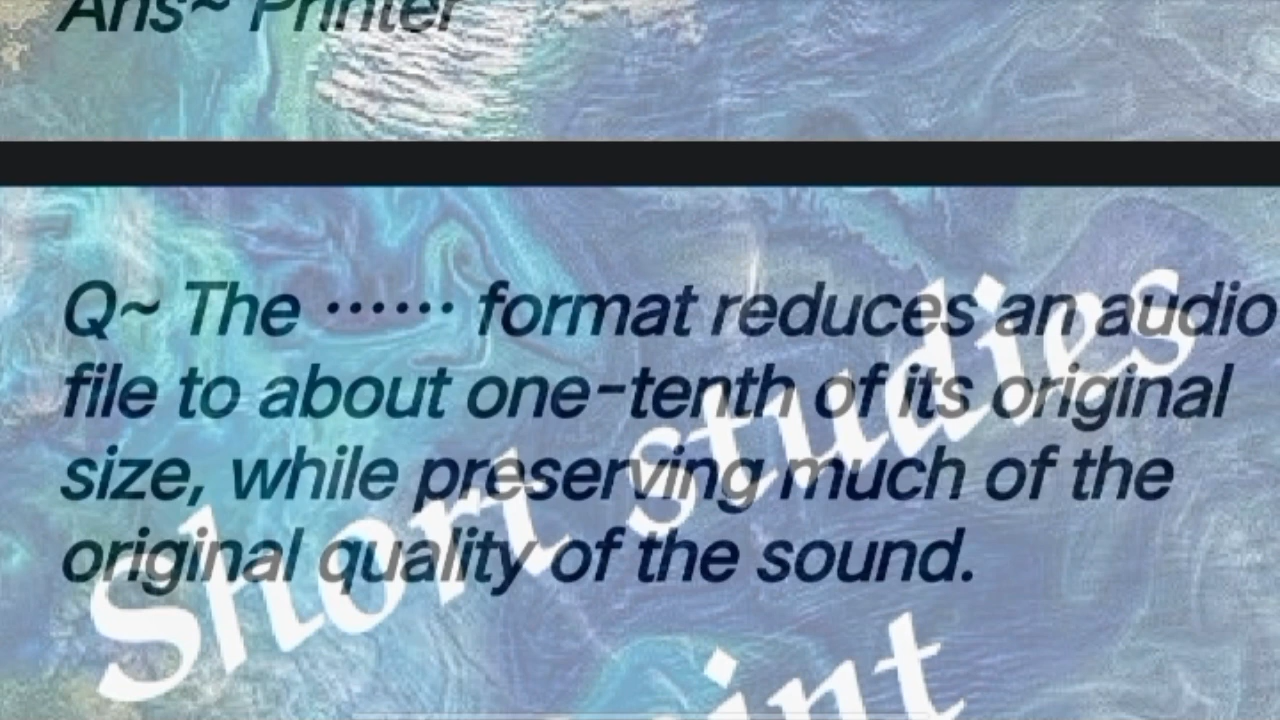 Ans~ Printer
Q~ The ······ format reduces an audio
file to about one-tenth of its original
size, while preserving much of the
original quality of the sound.
Short studies